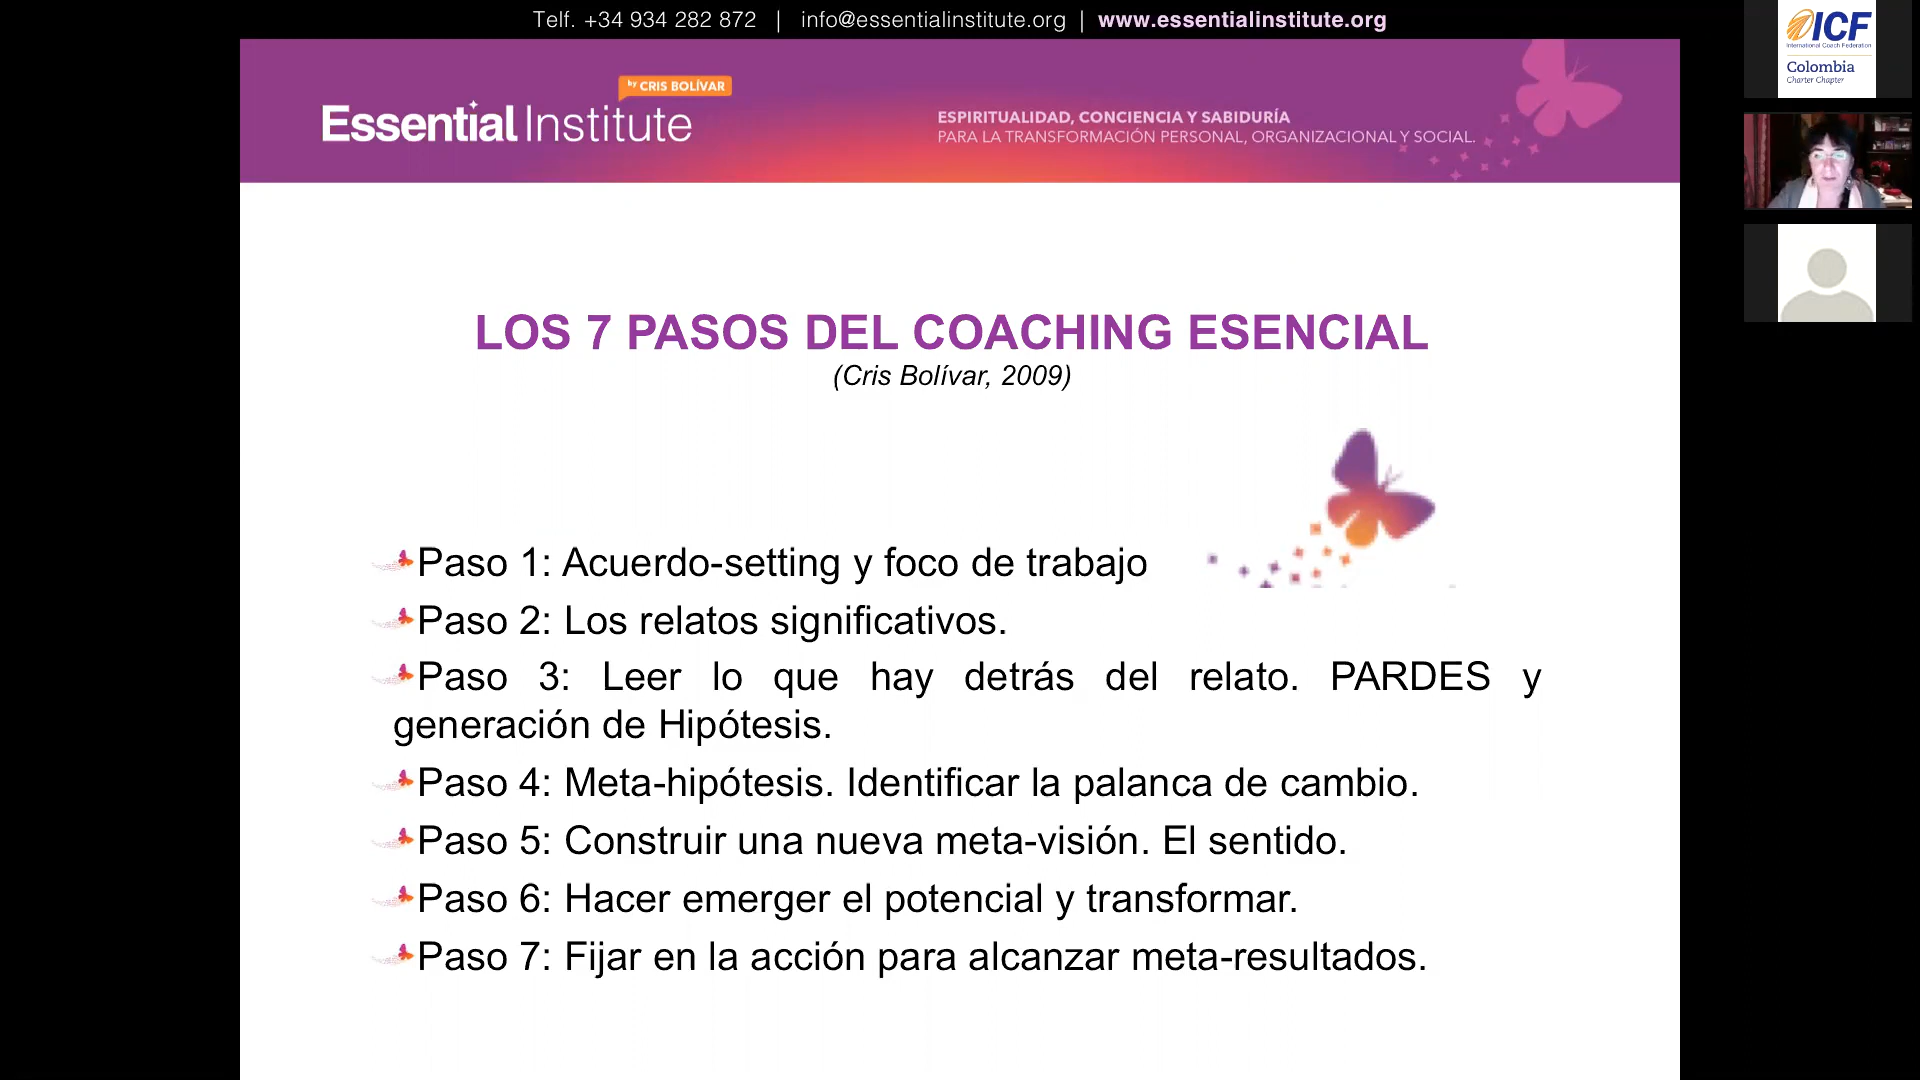 Telf. +34 934 282 872 | info@essentialinstitute.org | www.essentialinstitute.org
by CRIS BOLÍVAR
Essential Institute
ESPIRITUALIDAD, CONCIENCIA Y SABIDURÍA
PARA LA TRANSFORMACIÓN PERSONAL, ORGANIZACIONAL Y SOCIAL.
ICF
International Coach Federation
Colombia
Charter Chapter
LOS 7 PASOS DEL COACHING ESENCIAL
(Cris Bolívar, 2009)
Paso 1: Acuerdo-setting y foco de trabajo
Paso 2: Los relatos significativos.
Paso 3: Leer lo que hay detrás del relato. PARDES y
generación de Hipótesis.
Paso 4: Meta-hipótesis. Identificar la palanca de cambio.
Paso 5: Construir una nueva meta-visión. El sentido.
Paso 6: Hacer emerger el potencial y transformar.
Paso 7: Fijar en la acción para alcanzar meta-resultados.